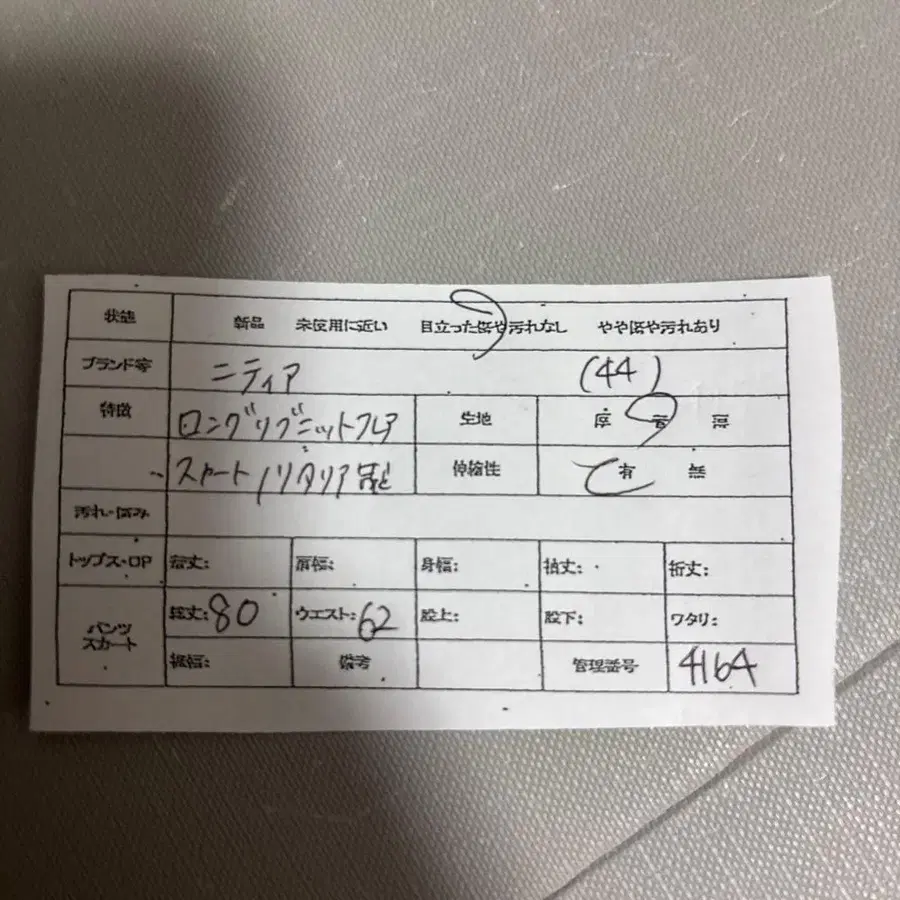 状態 新品 未使用に近い 目立った傷や汚れなし やや傷や汚れあり
ブランド等 ニティア (44)
特徴 ロングリブニットフレア 生地 厚 普 薄
スカート イタリア製 伸縮性 有 無
汚れ・傷み
トップス・OP 着丈: 肩幅: 身幅: 袖丈: 裄丈:
パンツ スカート 総丈:80 ウエスト:62 股上: 股下: ワタリ:
裾幅: 備考 管理番号 4164